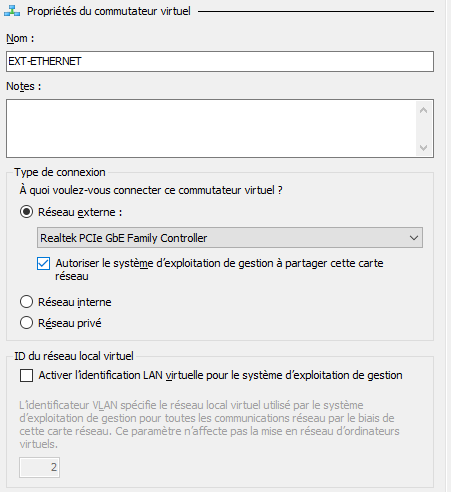 Propriétés du commutateur virtuel
Nom :
EXT-ETHERNET
Notes :
Type de connexion
À quoi voulez-vous connecter ce commutateur virtuel ?
Réseau externe :
Realtek PCIe GbE Family Controller
Autoriser le système d'exploitation de gestion à partager cette carte
réseau
Réseau interne
Réseau privé
ID du réseau local virtuel
Activer l'identification LAN virtuelle pour le système d'exploitation de gestion
L'identificateur VLAN spécifie le réseau local virtuel utilisé par le système
d'exploitation de gestion pour toutes les communications réseau par le biais de
cette carte réseau. Ce paramètre n'affecte pas la mise en réseau d'ordinateurs
virtuels.
2